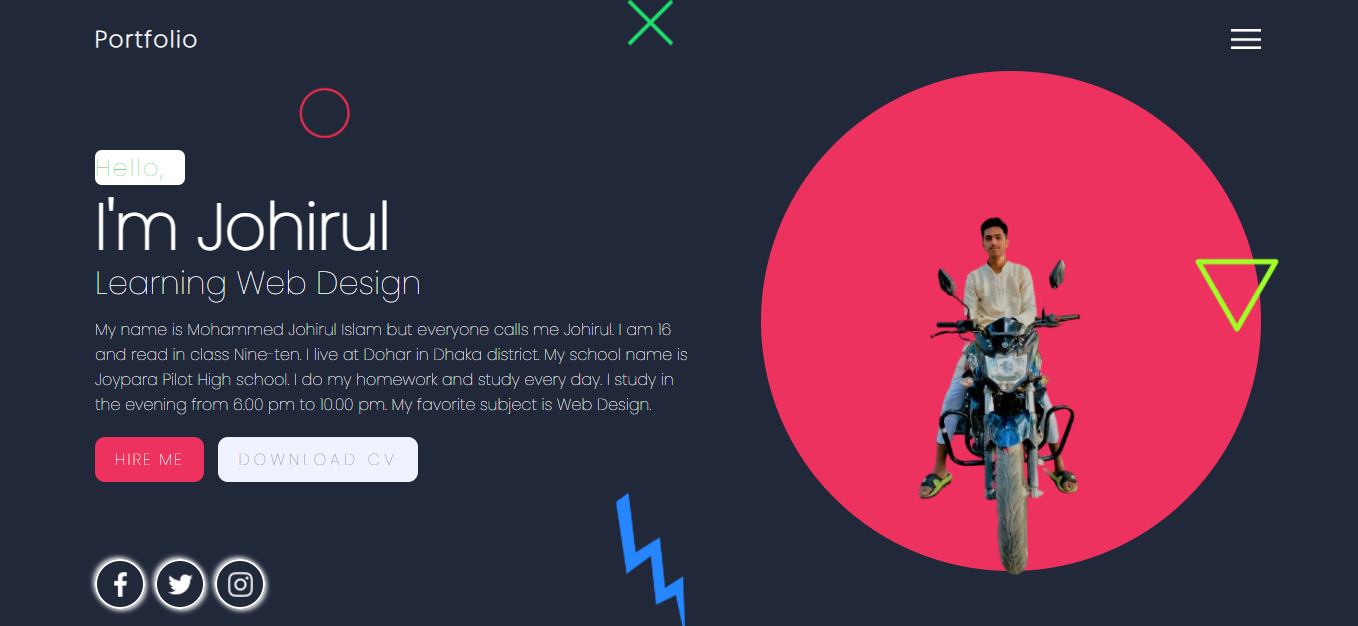 Portfolio
Hello,
I'm Johirul
Learning Web Design
My name is Mohammed Johirul Islam but everyone calls me Johirul. I am 16
and read in class Nine-ten. I live at Dohar in Dhaka district. My school name is
Joypara Pilot High school. I do my homework and study every day. I study in
the evening from 6.00 pm to 10.00 pm. My favorite subject is Web Design.
HIRE ME
DOWNLOAD CV